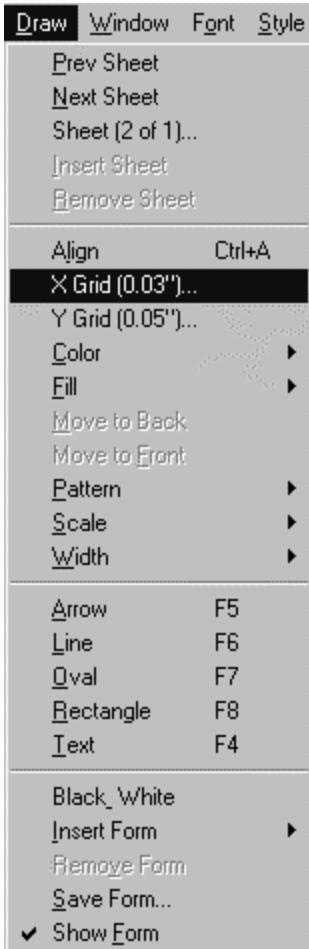 Draw Window Font Style
Prev Sheet
Next Sheet
Sheet (2 of 1)...
Insert Sheet
Remove Sheet
Align Ctrl+A
X Grid (0.03")...
Y Grid (0.05")...
Color
Fill
Move to Back
Move to Front
Pattern
Scale
Width
Arrow F5
Line F6
Oval F7
Rectangle F8
Text F4
Black_White
Insert Form
Remove Form
Save Form...
Show Form